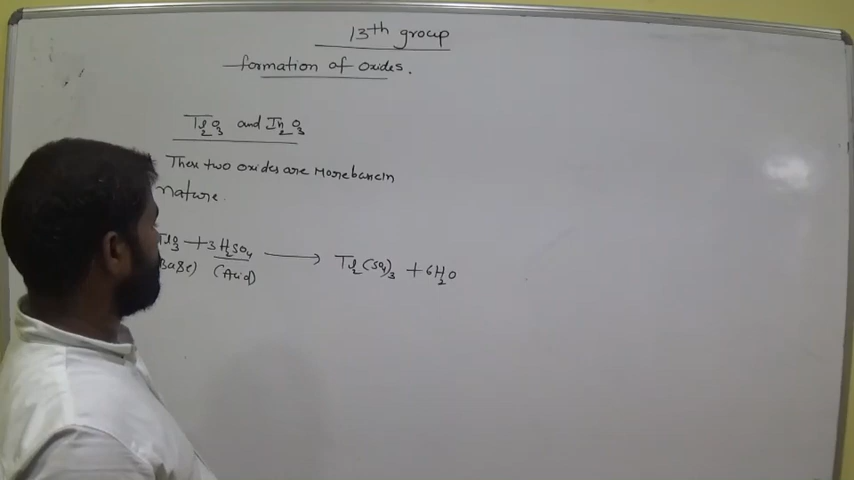 13th group
formation of oxides.
Tl2O3 and In2O3
These two oxides are More base in
nature.
Tl2O3 + 3 H2SO4 → Tl2(SO4)3 + 6H2O
(Base) (Acid)